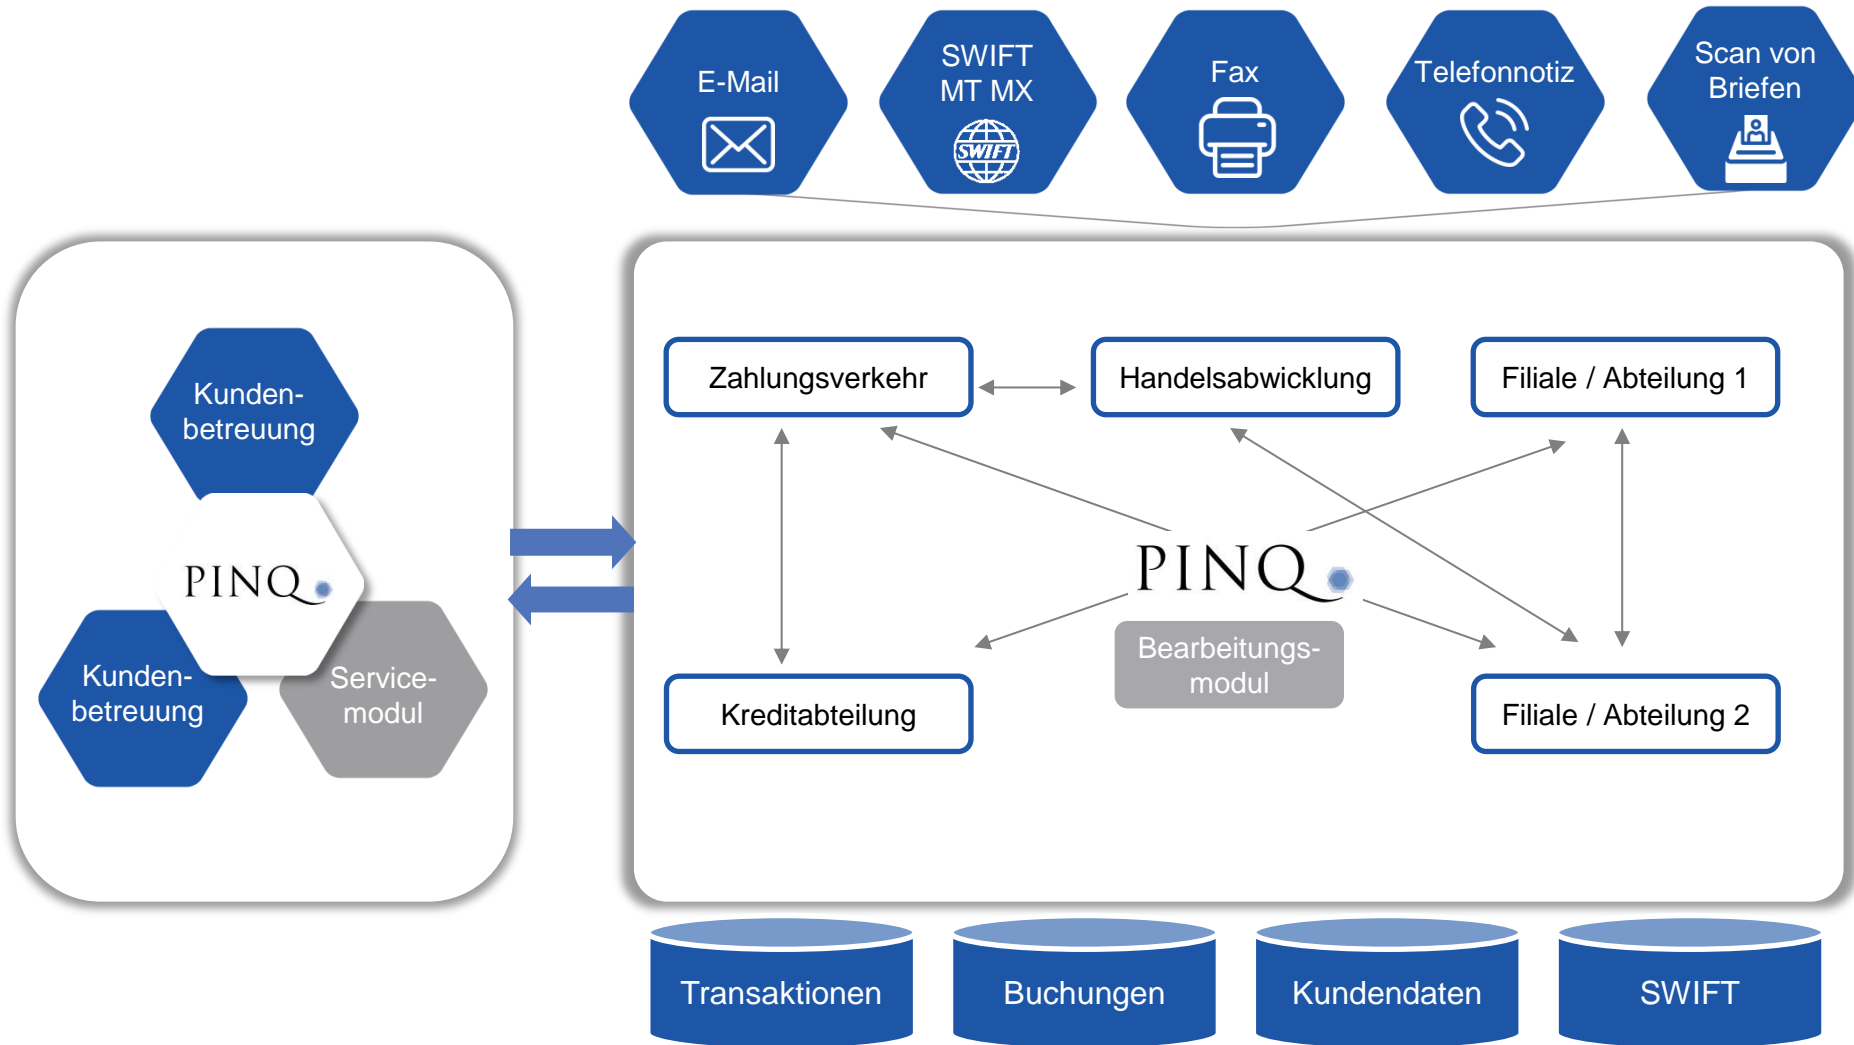 E-Mail
SWIFT
MT MX
SWIFT
Fax
Telefonnotiz
Scan von
Briefen
Kunden-
betreuung
PINQ
Kunden-
betreuung
Service-
modul
Zahlungsverkehr
Handelsabwicklung
Filiale / Abteilung 1
PINQ
Bearbeitungs-
modul
Kreditabteilung
Filiale / Abteilung 2
Transaktionen
Buchungen
Kundendaten
SWIFT